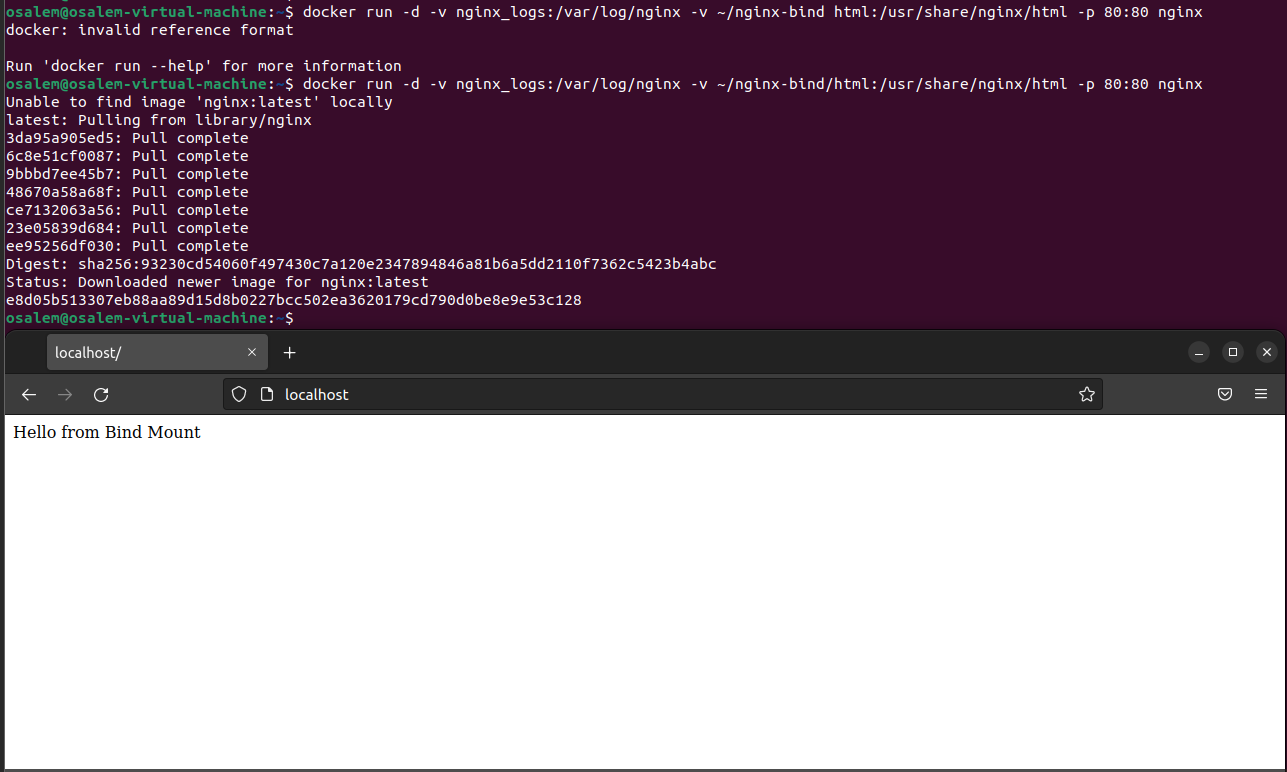 osalem@osalem-virtual-machine:~$ docker run -d -v nginx_logs:/var/log/nginx -v ~/nginx-bind html:/usr/share/nginx/html -p 80:80 nginx
docker: invalid reference format
Run 'docker run --help' for more information
osalem@osalem-virtual-machine:~$ docker run -d -v nginx_logs:/var/log/nginx -v ~/nginx-bind/html:/usr/share/nginx/html -p 80:80 nginx
Unable to find image 'nginx:latest' locally
latest: Pulling from library/nginx
3da95a905ed5: Pull complete
6c8e51cf0087: Pull complete
9bbbd7ee45b7: Pull complete
48670a58a68f: Pull complete
ce7132063a56: Pull complete
23e05839d684: Pull complete
ee95256df030: Pull complete
Digest: sha256:93230cd54060f497430c7a120e2347894846a81b6a5dd2110f7362c5423b4abc
Status: Downloaded newer image for nginx:latest
e8d05b513307eb88aa89d15d8b0227bcc502ea3620179cd790d0be8e9e53c128
osalem@osalem-virtual-machine:~$
localhost/
localhost
Hello from Bind Mount